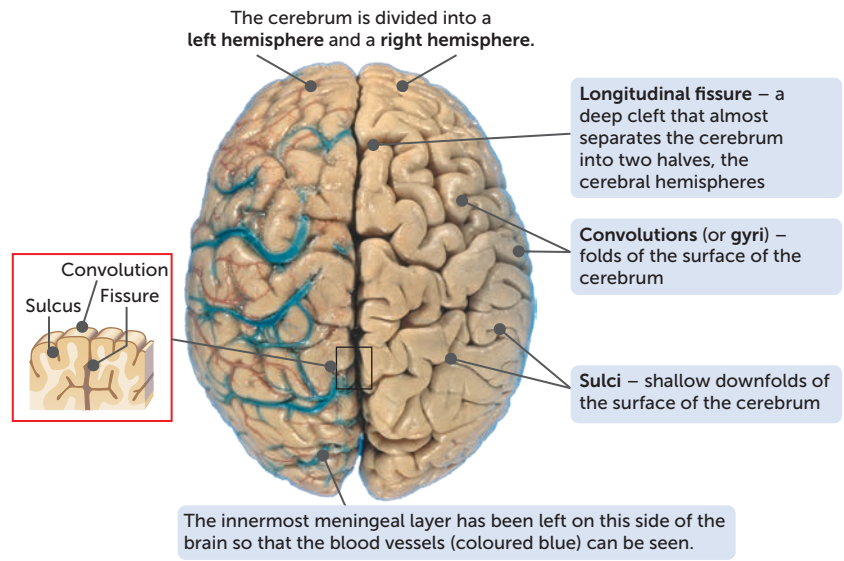 The cerebrum is divided into a
left hemisphere and a right hemisphere.
Longitudinal fissure – a
deep cleft that almost
separates the cerebrum
into two halves, the
cerebral hemispheres
Convolutions (or gyri) –
folds of the surface of the
cerebrum
Convolution
Sulcus
Fissure
Sulci – shallow downfolds of
the surface of the cerebrum
The innermost meningeal layer has been left on this side of the
brain so that the blood vessels (coloured blue) can be seen.